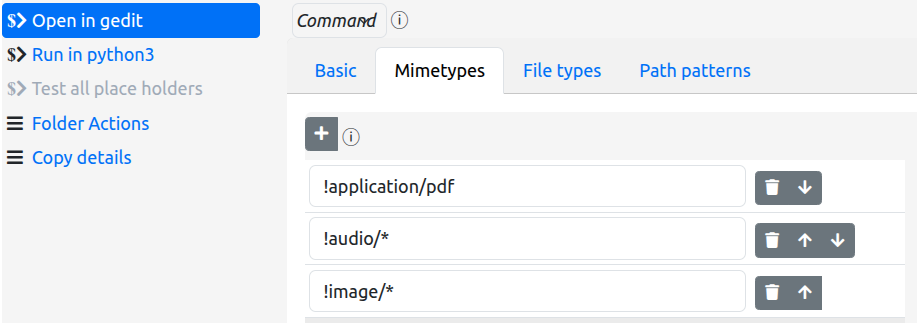 Open in gedit
Run in python3
Test all place holders
Folder Actions
Copy details
Command
Basic Mimetypes File types Path patterns
!application/pdf
!audio/*
!image/*